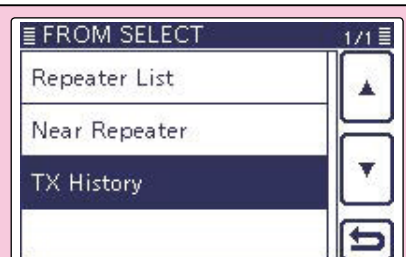 FROM SELECT 1/1
Repeater List
Near Repeater
TX History